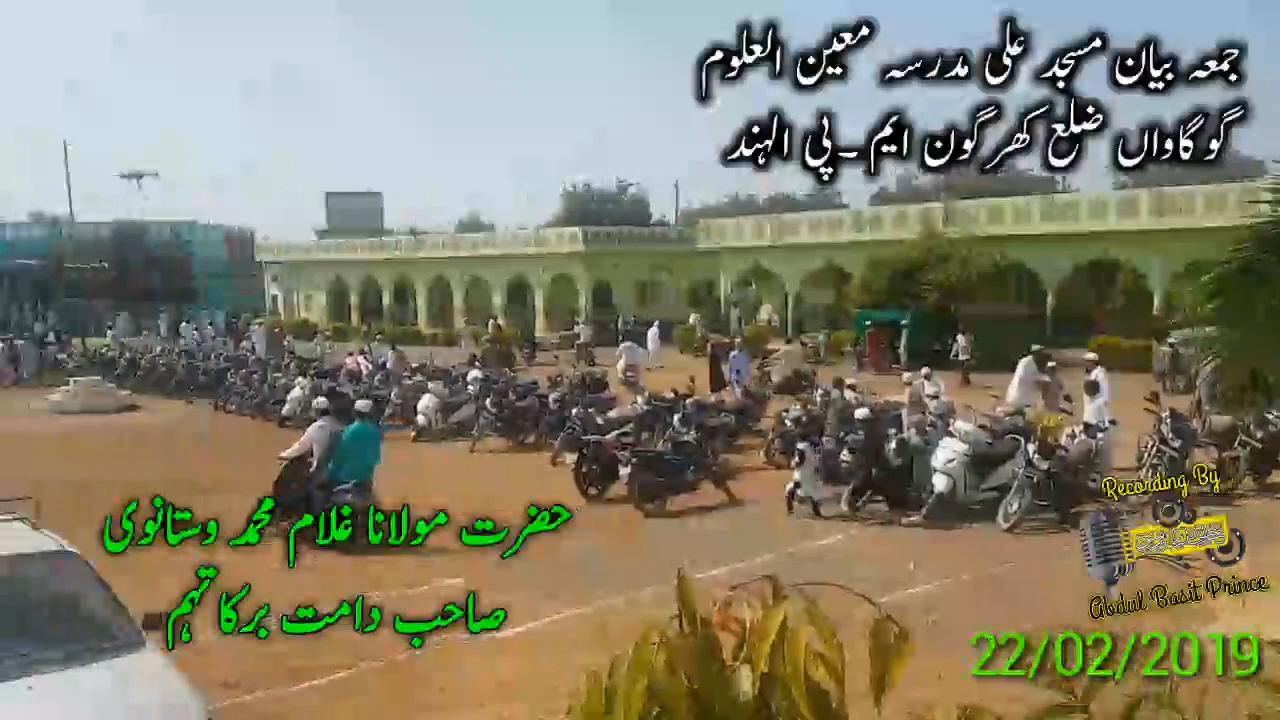 جمعہ بیان مسجد علی مدرسہ معین العلوم
گوگاواں ضلع کھرگون ایم۔پی الہند
حضرت مولانا غلام محمد وستانوی
صاحب دامت برکاتہم
Recording By
Abdul Basit Prince
22/02/2019